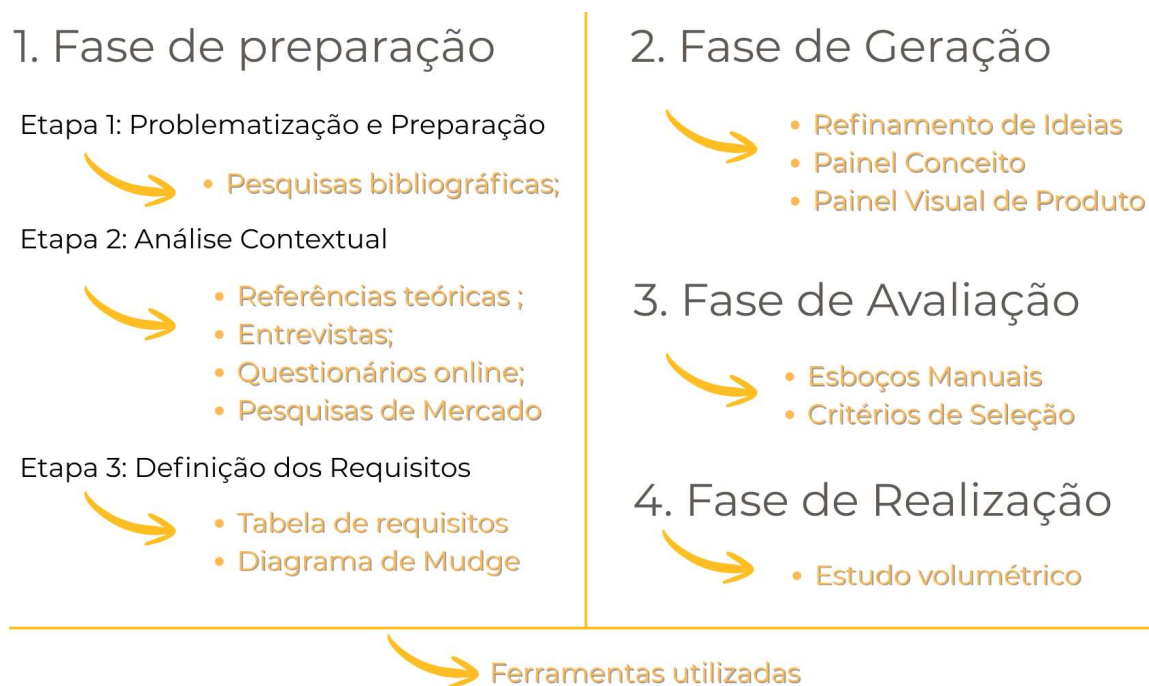 1. Fase de preparação
Etapa 1: Problematização e Preparação
• Pesquisas bibliográficas;
Etapa 2: Análise Contextual
• Referências teóricas ;
• Entrevistas;
• Questionários online;
• Pesquisas de Mercado
Etapa 3: Definição dos Requisitos
• Tabela de requisitos
• Diagrama de Mudge
2. Fase de Geração
• Refinamento de Ideias
• Painel Conceito
• Painel Visual de Produto
3. Fase de Avaliação
• Esboços Manuais
• Critérios de Seleção
4. Fase de Realização
• Estudo volumétrico
Ferramentas utilizadas